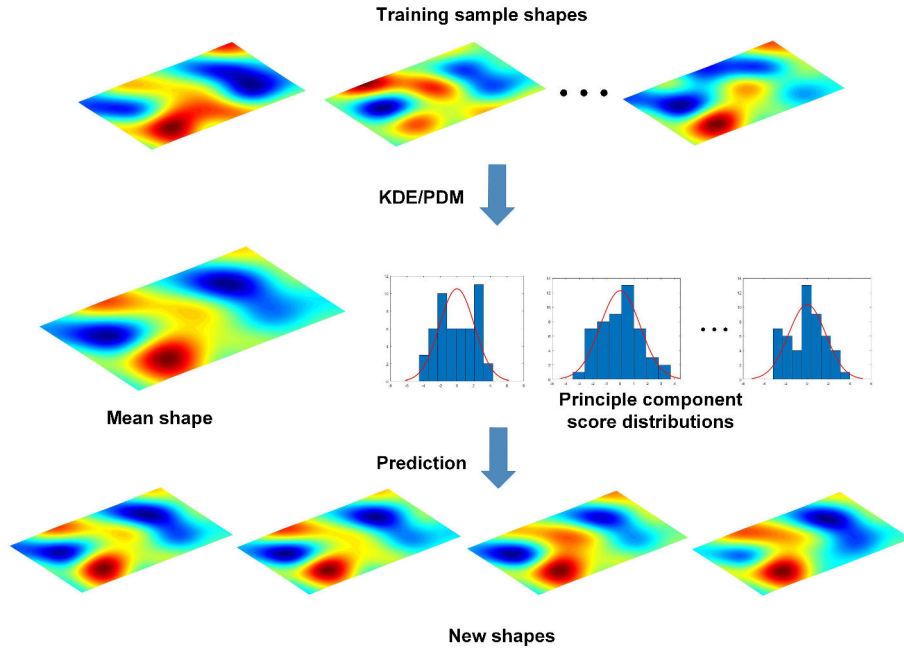 Training sample shapes
KDE/PDM
Mean shape
Principle component
score distributions
Prediction
New shapes